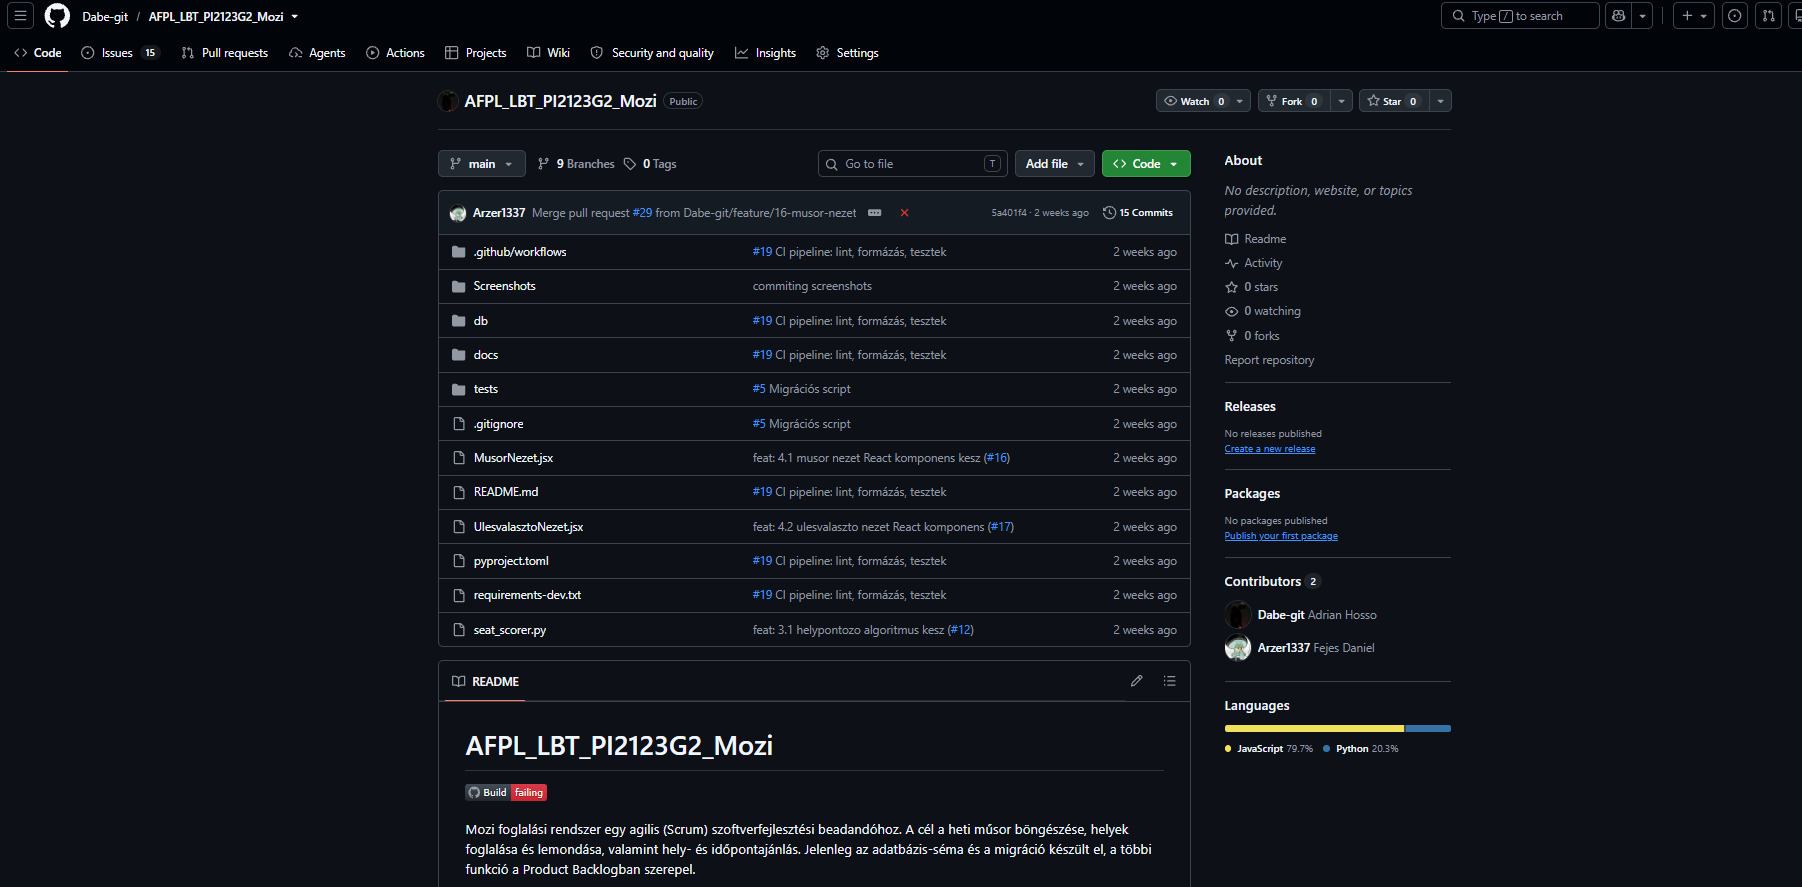 Dabe-git / AFPL_LBT_PI2123G2_Mozi
Type / to search
Code Issues 15 Pull requests Agents Actions Projects Wiki Security and quality Insights Settings
AFPL_LBT_PI2123G2_Mozi Public
Watch 0 Fork 0 Star 0
main 9 Branches 0 Tags Go to file T Add file Code
Arzer1337 Merge pull request #29 from Dabe-git/feature/16-musor-nezet 5a401f4 · 2 weeks ago 15 Commits
.github/workflows #19 CI pipeline: lint, formázás, tesztek 2 weeks ago
Screenshots commiting screenshots 2 weeks ago
db #19 CI pipeline: lint, formázás, tesztek 2 weeks ago
docs #19 CI pipeline: lint, formázás, tesztek 2 weeks ago
tests #5 Migrációs script 2 weeks ago
.gitignore #5 Migrációs script 2 weeks ago
MusorNezet.jsx feat: 4.1 musor nezet React komponens kesz (#16) 2 weeks ago
README.md #19 CI pipeline: lint, formázás, tesztek 2 weeks ago
UlesvalasztoNezet.jsx feat: 4.2 ulesvalaszto nezet React komponens (#17) 2 weeks ago
pyproject.toml #19 CI pipeline: lint, formázás, tesztek 2 weeks ago
requirements-dev.txt #19 CI pipeline: lint, formázás, tesztek 2 weeks ago
seat_scorer.py feat: 3.1 helypontozo algoritmus kesz (#12) 2 weeks ago
README
AFPL_LBT_PI2123G2_Mozi
Build failing
Mozi foglalási rendszer egy agilis (Scrum) szoftverfejlesztési beadandóhoz. A cél a heti műsor böngészése, helyek
foglalása és lemondása, valamint hely- és időpontajánlás. Jelenleg az adatbázis-séma és a migráció készült el, a többi
funkció a Product Backlogban szerepel.
About
No description, website, or topics
provided.
Readme
Activity
0 stars
0 watching
0 forks
Report repository
Releases
No releases published
Create a new release
Packages
No packages published
Publish your first package
Contributors 2
Dabe-git Adrian Hosso
Arzer1337 Fejes Daniel
Languages
JavaScript 79.7% Python 20.3%